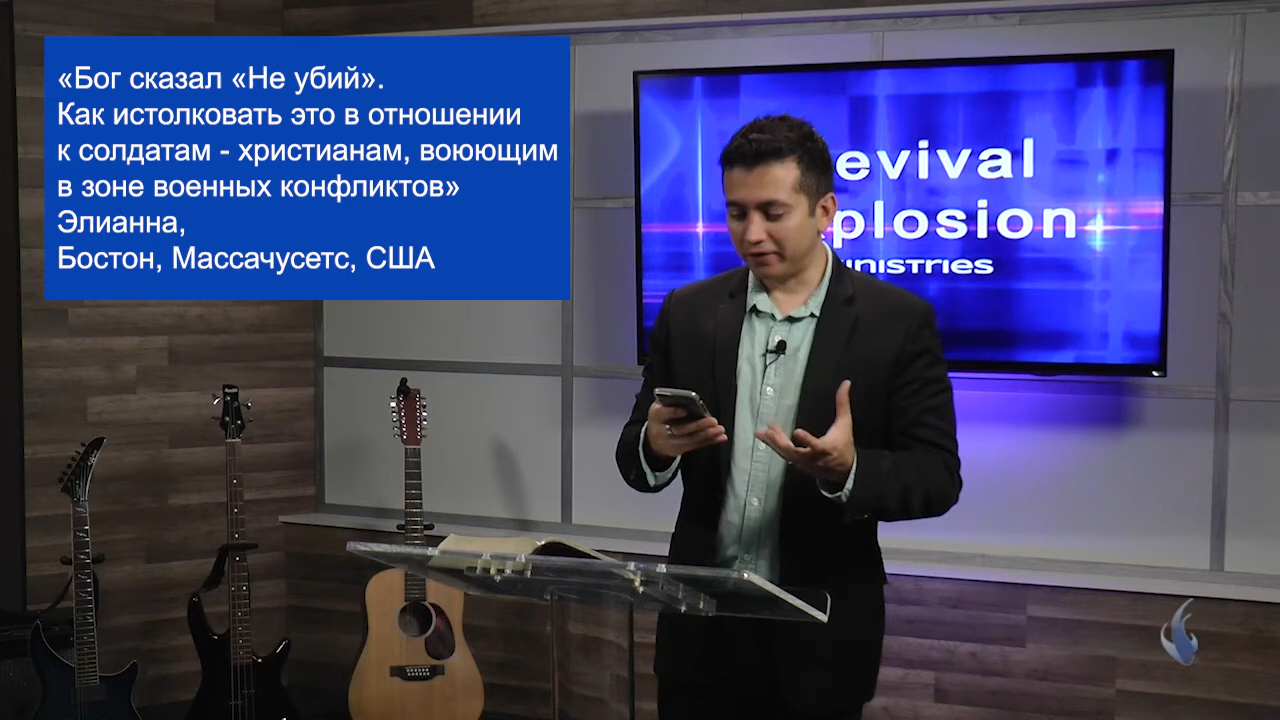 «Бог сказал «Не убий».
Как истолковать это в отношении
к солдатам - христианам, воюющим
в зоне военных конфликтов»
Элианна,
Бостон, Массачусетс, США
evival
plosion
INISTRIES